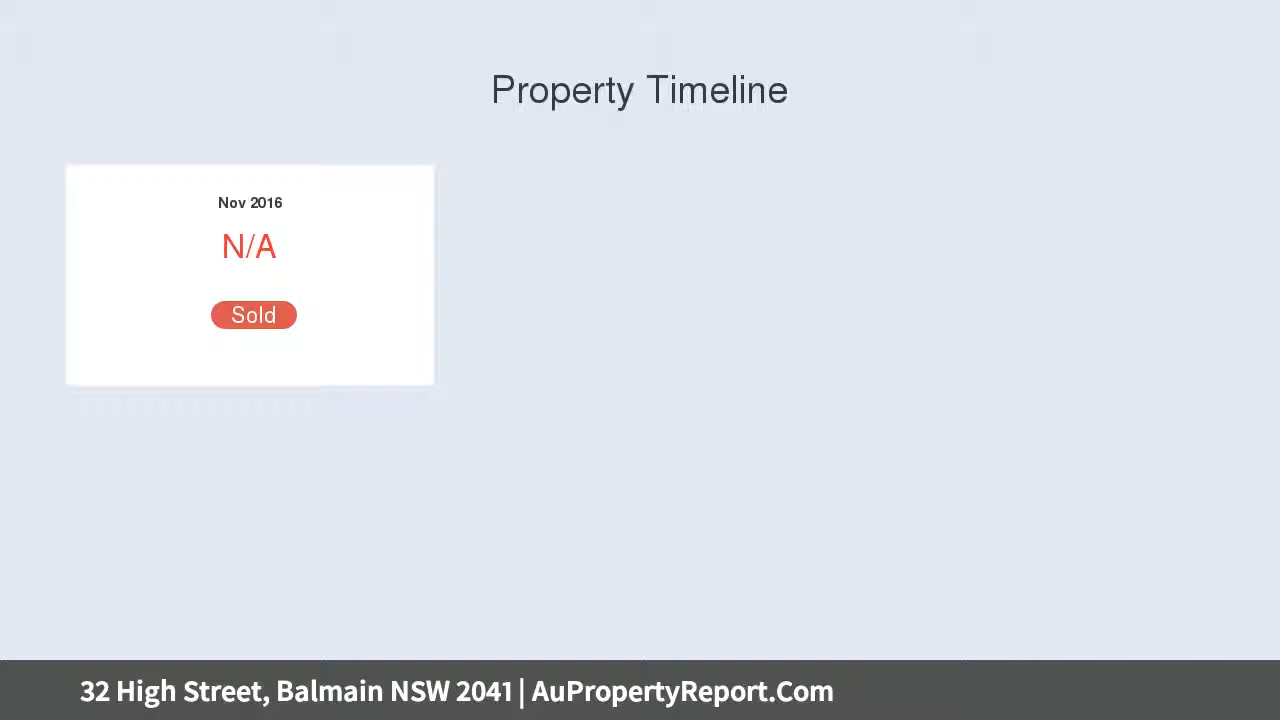 Property Timeline
Nov 2016
N/A
Sold
32 High Street, Balmain NSW 2041 | AuPropertyReport.Com